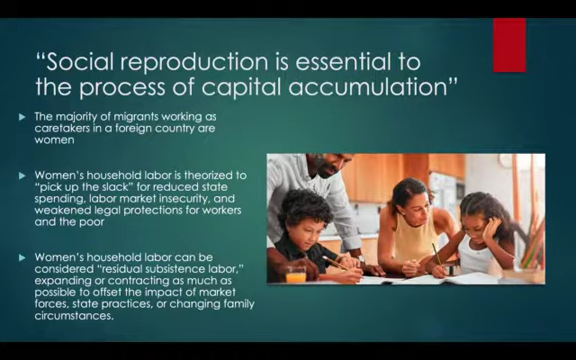 “Social reproduction is essential to
the process of capital accumulation”
The majority of migrants working as
caretakers in a foreign country are
women
Women’s household labor is theorized to
“pick up the slack” for reduced state
spending, labor market insecurity, and
weakened legal protections for workers
and the poor
Women’s household labor can be
considered “residual subsistence labor,”
expanding or contracting as much as
possible to offset the impact of market
forces, state practices, or changing family
circumstances.